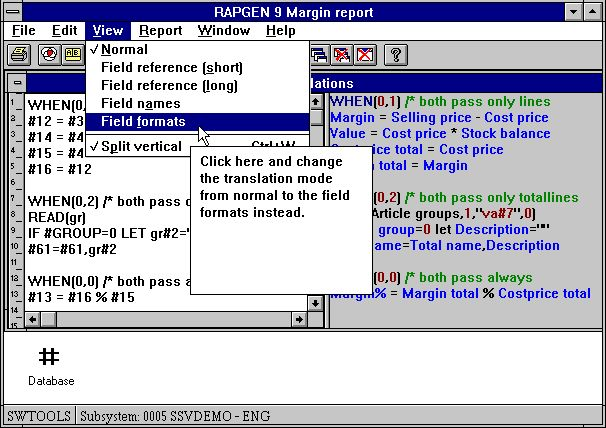 RAPGEN 9 Margin report
File Edit View Report Window Help
✓ Normal
Field reference (short)
Field reference (long)
Field names
Field formats
✓ Split vertical Ctrl+W
lations
1
2
3
4
5
6
7
8
9
10
11
12
13
14
15
WHEN(0,
#12 = #3
#14 = #4
#15 = #4
#16 = #12
WHEN(0,2) /* both pass o
READ(gr)
IF #GROUP=0 LET gr#2="
#61=#61,gr#2
WHEN(0,0) /* both pass a
#13 = #16 % #15
Click here and change
the translation mode
from normal to the field
formats instead.
WHEN(0,1) /* both pass only lines
Margin = Selling price - Cost price
Value = Cost price * Stock balance
price total = Cost price
total = Margin
0,2) /* both pass only totallines
Article groups,1,"va#7",0)
group=0 let Description=""
ame=Total name,Description
0,0) /* both pass always
Margin% = Margin total % Costprice total
#
Database
SWTOOLS Subsystem: 0005 SSVDEMO - ENG